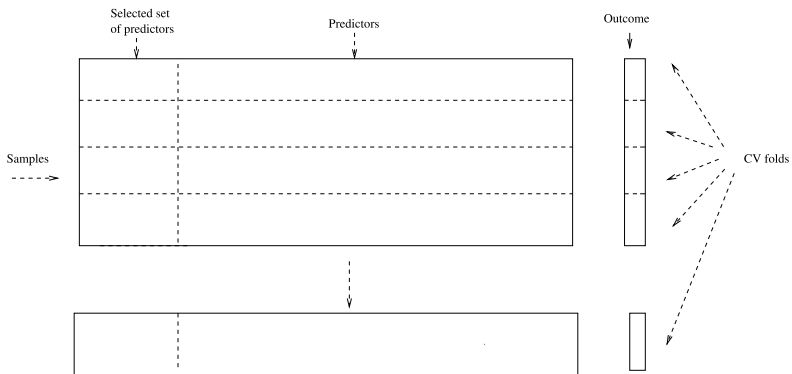 Selected set
of predictors
Predictors
Outcome
Samples
CV folds